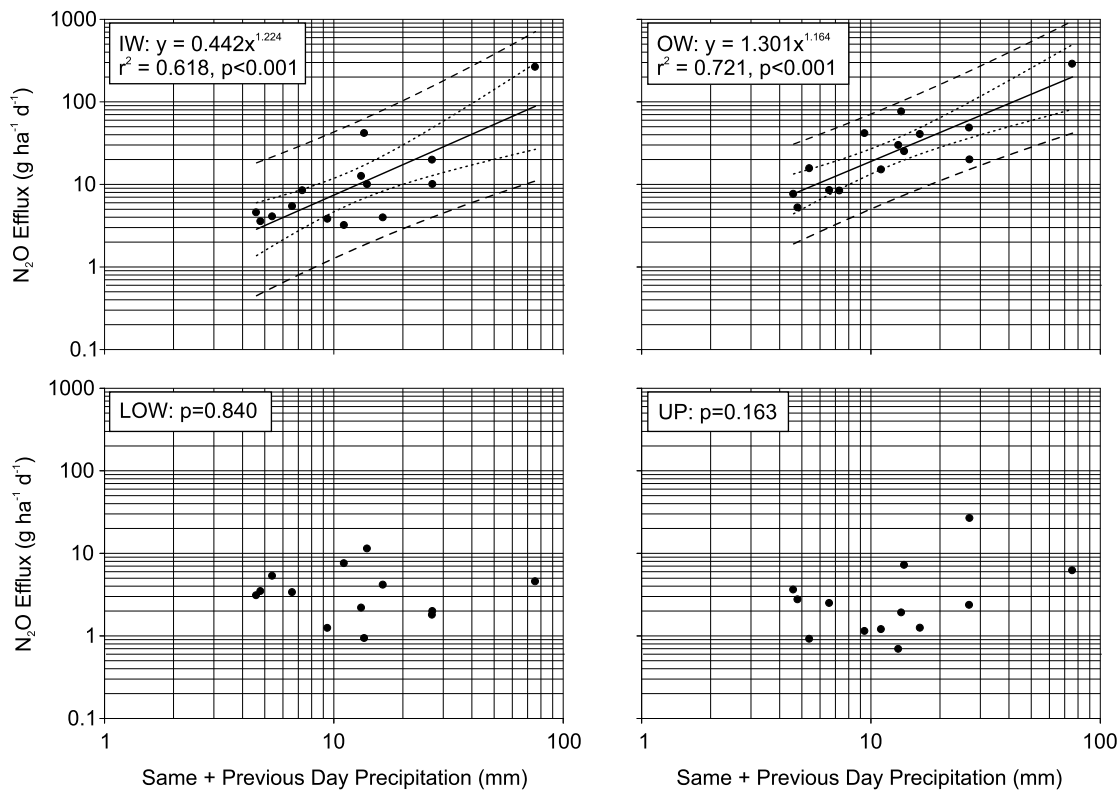 IW: y = 0.442x^1.224
r² = 0.618, p<0.001
OW: y = 1.301x^1.164
r² = 0.721, p<0.001
1000
100
10
1
0.1
N₂O Efflux (g ha⁻¹ d⁻¹)
LOW: p=0.840
UP: p=0.163
1000
100
10
1
0.1
N₂O Efflux (g ha⁻¹ d⁻¹)
1 10 100
1 10 100
Same + Previous Day Precipitation (mm)
Same + Previous Day Precipitation (mm)